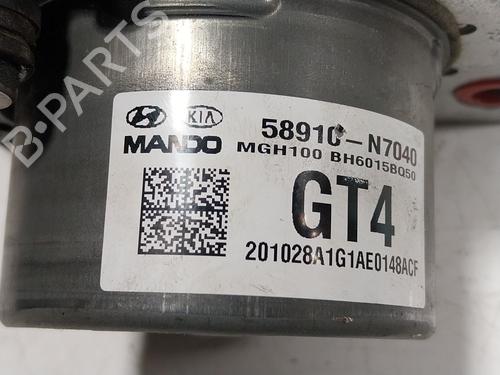 B-PARTS
KIA
58910-N7040
MANDO
MGH100 BH6015BQ50
GT4
201028A1G1AE0148ACF